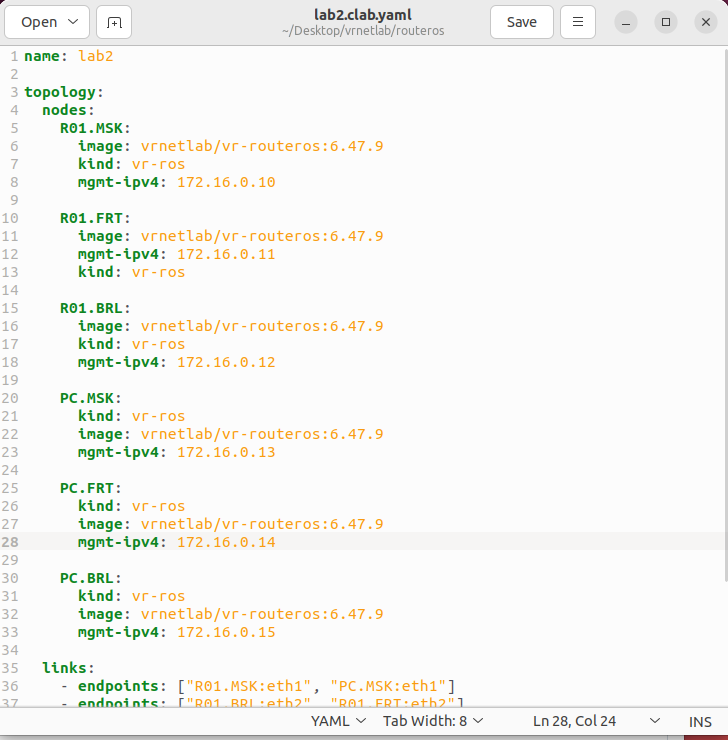 Open
lab2.clab.yaml
~/Desktop/vrnetlab/routeros
Save
1 name: lab2
2
3 topology:
4   nodes:
5     R01.MSK:
6       image: vrnetlab/vr-routeros:6.47.9
7       kind: vr-ros
8       mgmt-ipv4: 172.16.0.10
9
10     R01.FRT:
11       image: vrnetlab/vr-routeros:6.47.9
12       mgmt-ipv4: 172.16.0.11
13       kind: vr-ros
14
15     R01.BRL:
16       image: vrnetlab/vr-routeros:6.47.9
17       kind: vr-ros
18       mgmt-ipv4: 172.16.0.12
19
20     PC.MSK:
21       kind: vr-ros
22       image: vrnetlab/vr-routeros:6.47.9
23       mgmt-ipv4: 172.16.0.13
24
25     PC.FRT:
26       kind: vr-ros
27       image: vrnetlab/vr-routeros:6.47.9
28       mgmt-ipv4: 172.16.0.14
29
30     PC.BRL:
31       kind: vr-ros
32       image: vrnetlab/vr-routeros:6.47.9
33       mgmt-ipv4: 172.16.0.15
34
35   links:
36     - endpoints: ["R01.MSK:eth1", "PC.MSK:eth1"]
37     - endpoints: ["R01.BRL:eth2", "R01.FRT:eth2"]
YAML Tab Width: 8 Ln 28, Col 24 INS